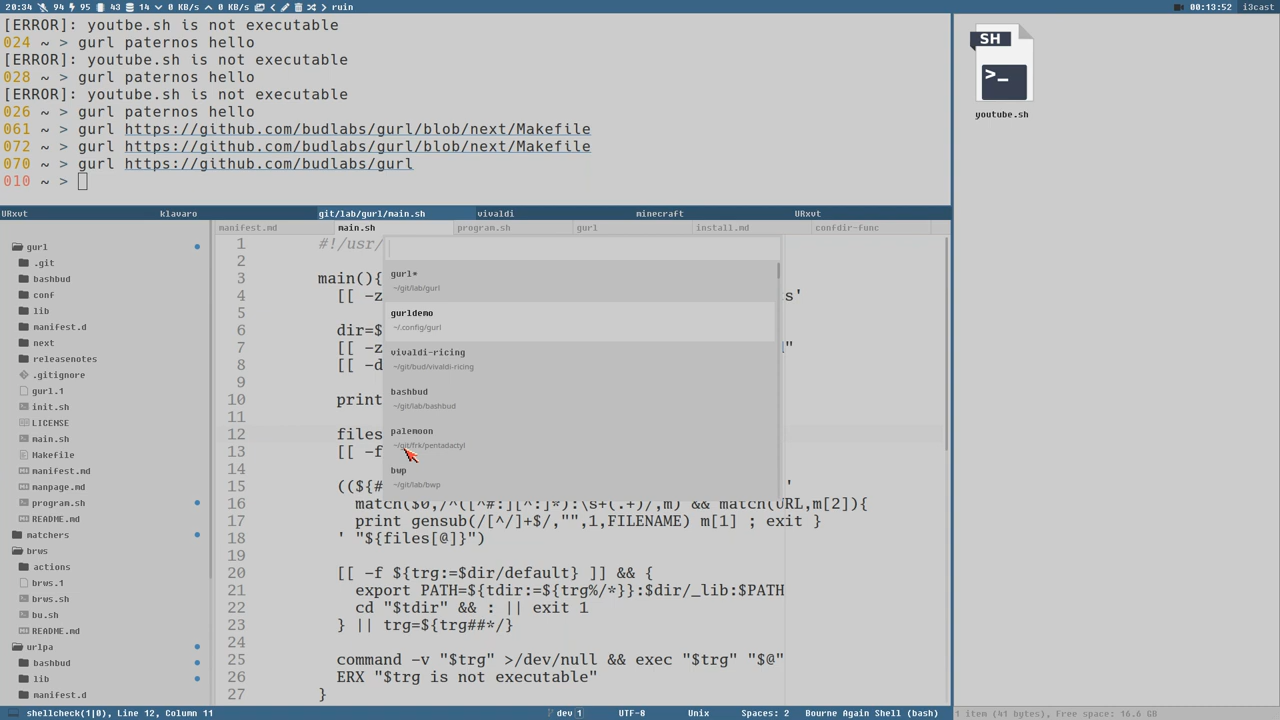 20:34 94 95 43 14 0 KB/s 0 KB/s ruin
00:13:52 i3cast
[ERROR]: youtbe.sh is not executable
024 ~ > gurl paternos hello
[ERROR]: youtube.sh is not executable
028 ~ > gurl paternos hello
[ERROR]: youtube.sh is not executable
026 ~ > gurl paternos hello
061 ~ > gurl https://github.com/budlabs/gurl/blob/next/Makefile
072 ~ > gurl https://github.com/budlabs/gurl/blob/next/Makefile
070 ~ > gurl https://github.com/budlabs/gurl
010 ~ >
SH
>_
youtube.sh
URxvt klavaro git/lab/gurl/main.sh vivaldi minecraft URxvt
manifest.md main.sh program.sh gurl install.md confdir-func
gurl
.git
bashbud
conf
lib
manifest.d
next
releasenotes
.gitignore
gurl.1
init.sh
LICENSE
main.sh
Makefile
manifest.md
manpage.md
program.sh
README.md
matchers
brws
actions
brws.1
brws.sh
bu.sh
README.md
urlpa
bashbud
lib
manifest.d
1 #!/usr/
2
3 main(){
4 [[ -z s'
5
6 dir=$
7 [[ -z "
8 [[ -d
9
10 print
11
12 files
13 [[ -f
14
15 ((${# '
16 match($0,/^([^#:][^:]*):\s+(.+)/,m) && match(URL,m[2]){
17 print gensub(/[^/]+$/,"",1,FILENAME) m[1] ; exit }
18 ' "${files[@]}")
19
20 [[ -f ${trg:=$dir/default} ]] && {
21 export PATH=${tdir:=${trg%/*}}:$dir/_lib:$PATH
22 cd "$tdir" && : || exit 1
23 } || trg=${trg##*/}
24
25 command -v "$trg" >/dev/null && exec "$trg" "$@"
26 ERX "$trg is not executable"
27 }
gurl*
~/git/lab/gurl
gurldemo
~/.config/gurl
vivaldi-ricing
~/git/bud/vivaldi-ricing
bashbud
~/git/lab/bashbud
palemoon
~/git/frk/pentadactyl
bwp
~/git/lab/bwp
shellcheck(1|0), Line 12, Column 11 dev 1 UTF-8 Unix Spaces: 2 Bourne Again Shell (bash)
1 item (41 bytes), Free space: 16.6 GB